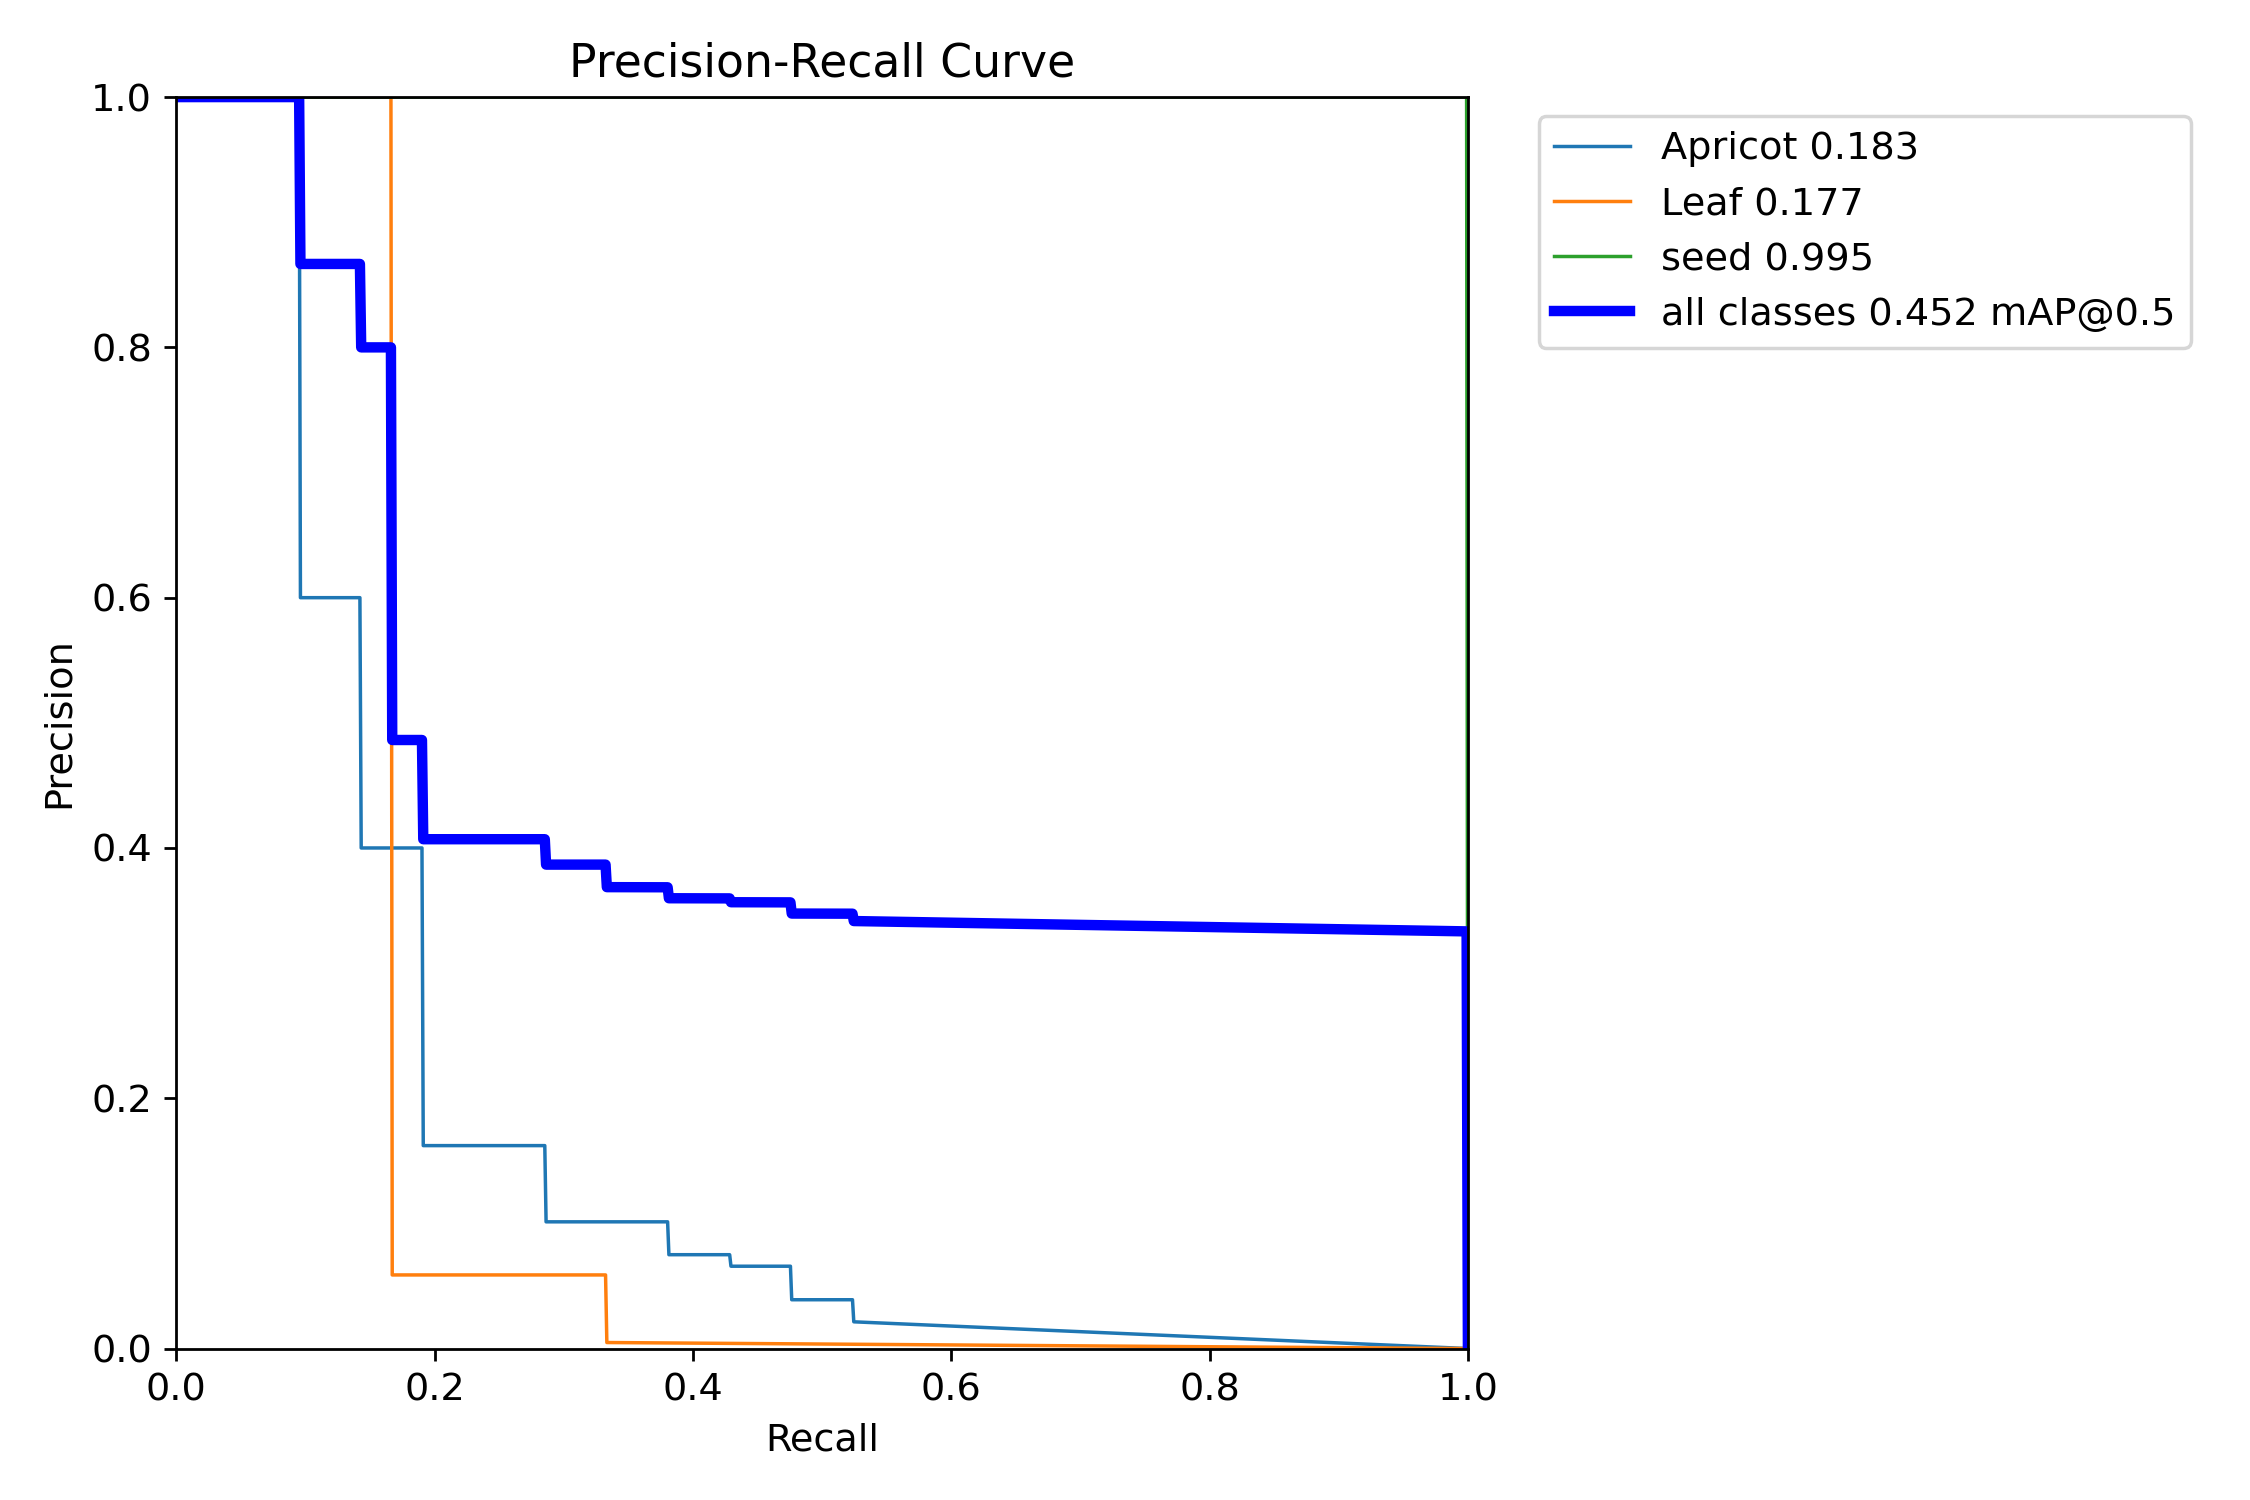 Precision-Recall Curve
1.0
0.8
0.6
0.4
0.2
0.0
Precision
0.0 0.2 0.4 0.6 0.8 1.0
Recall
Apricot 0.183
Leaf 0.177
seed 0.995
all classes 0.452 mAP@0.5